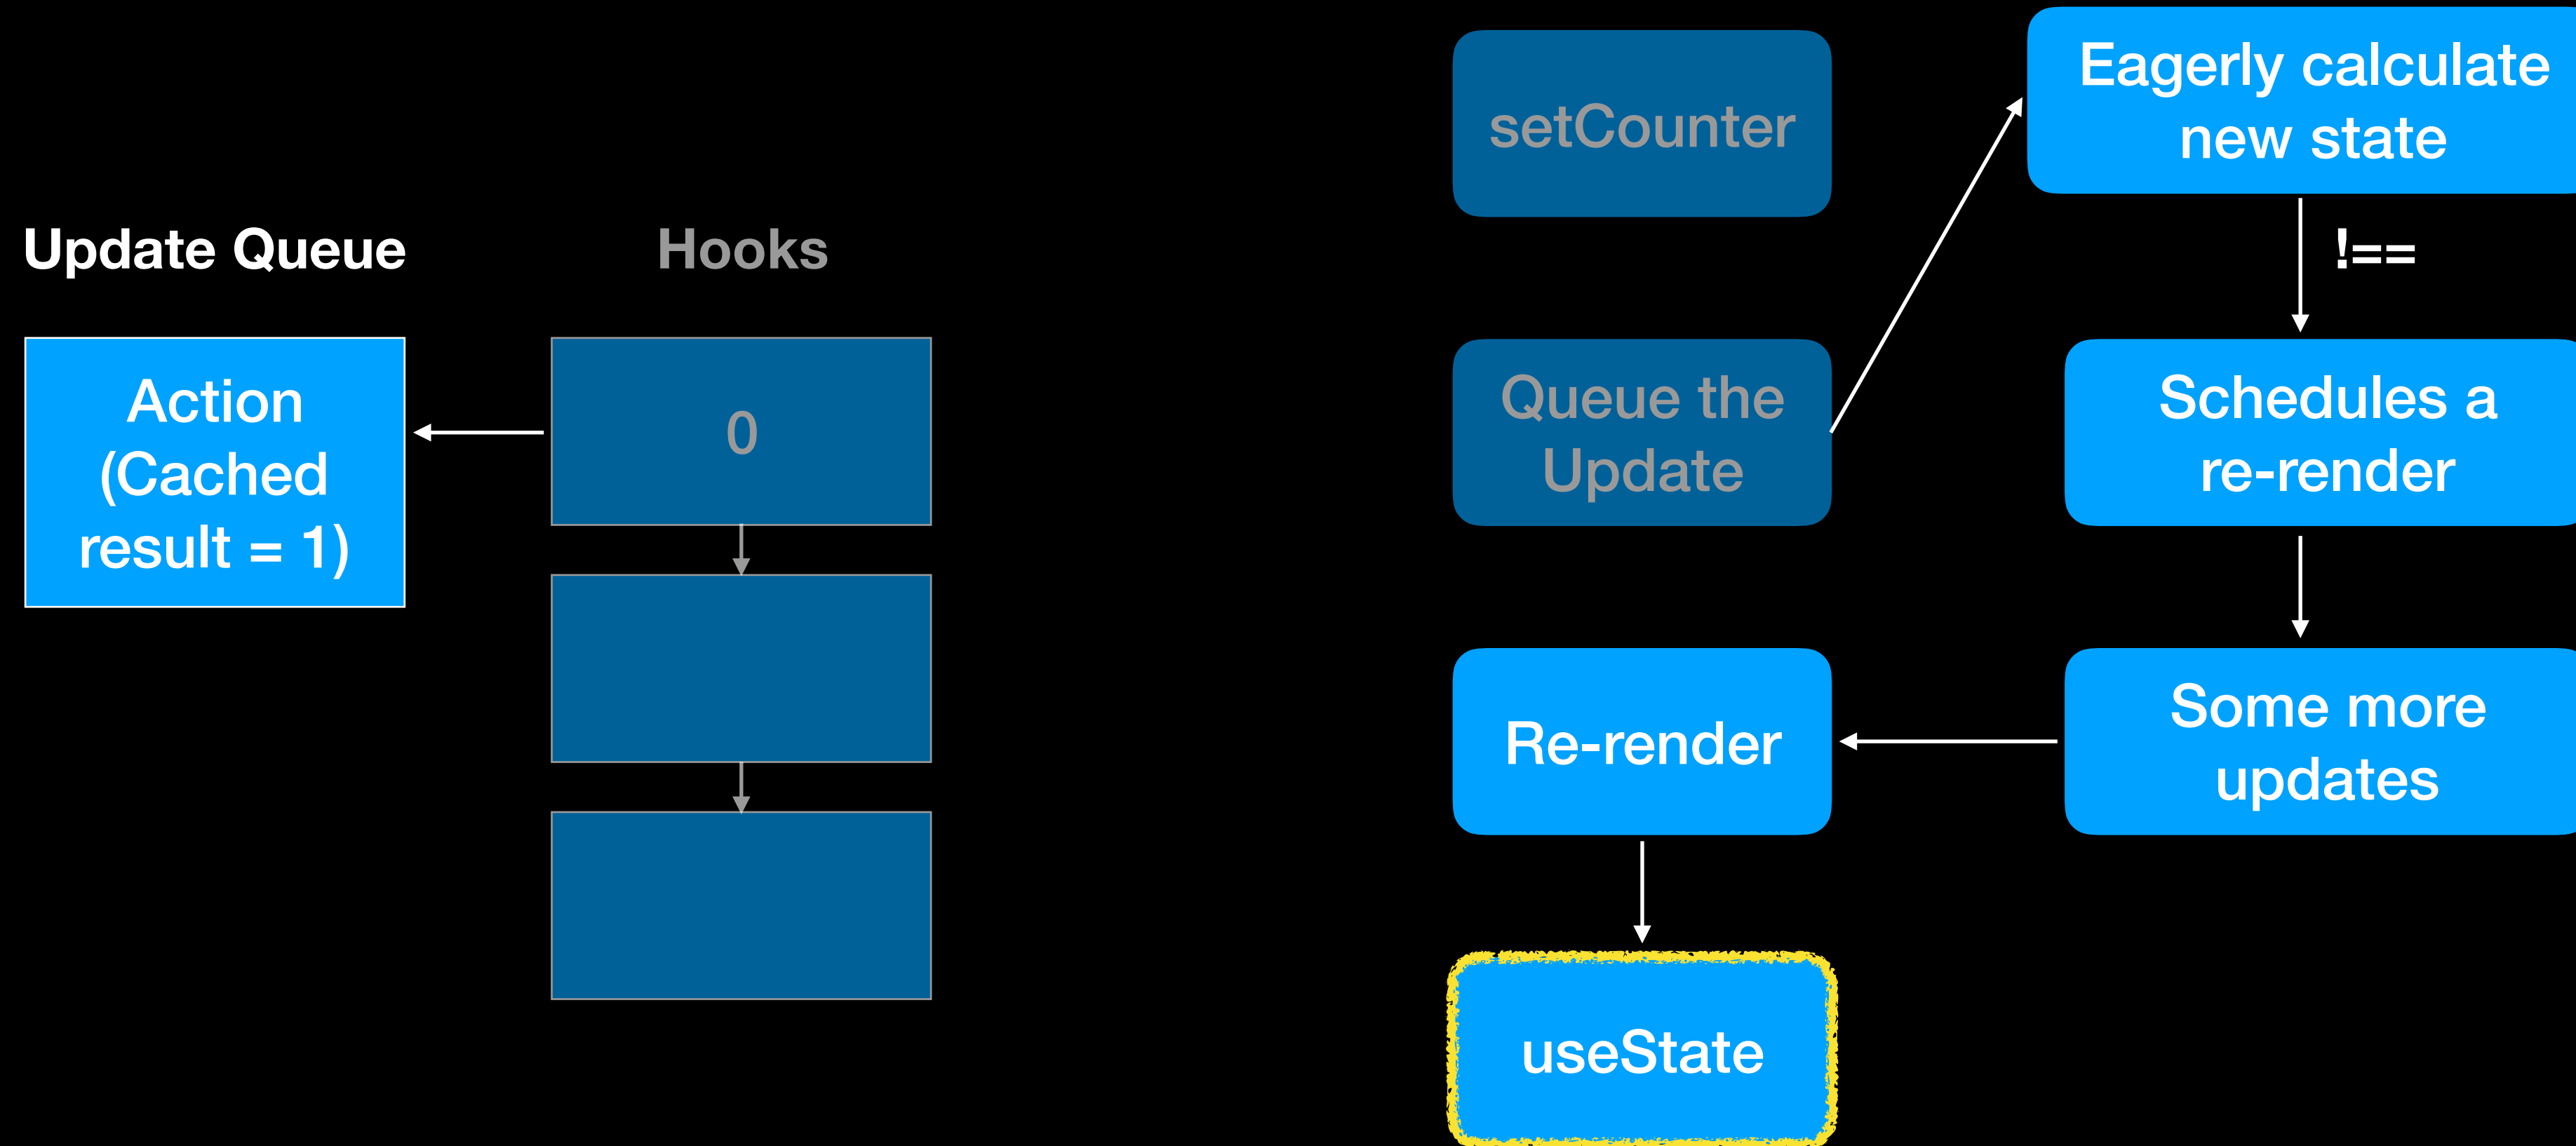 Update Queue
Hooks
Action
(Cached
result = 1)
0
setCounter
Queue the
Update
Eagerly calculate
new state
!==
Schedules a
re-render
Some more
updates
Re-render
useState